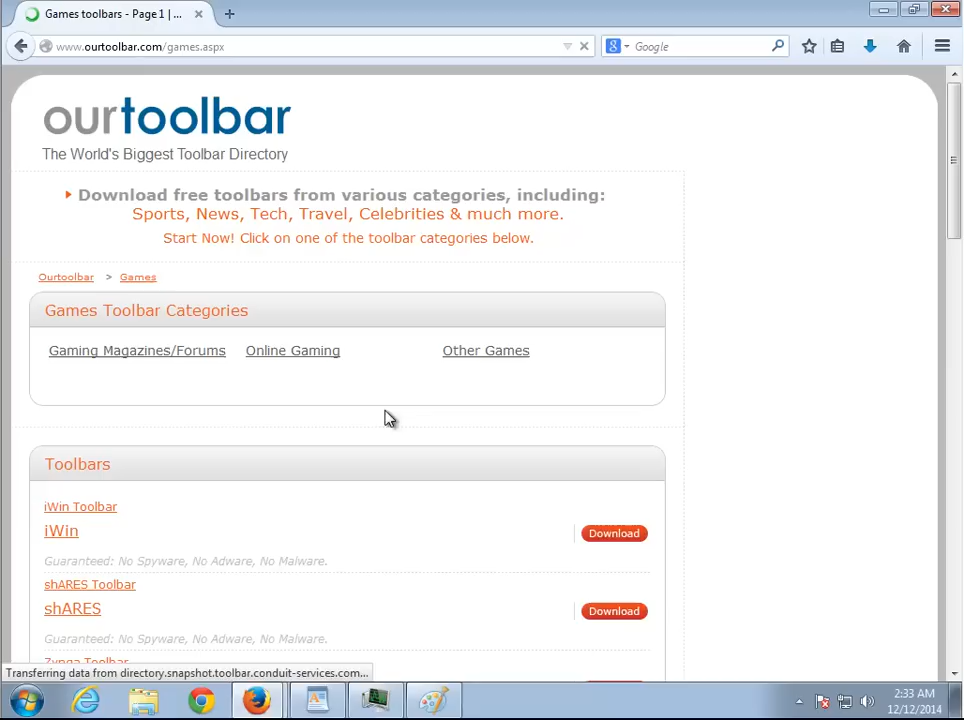 Games toolbars - Page 1 | ...
www.ourtoolbar.com/games.aspx
Google
ourtoolbar
The World's Biggest Toolbar Directory
Download free toolbars from various categories, including:
Sports, News, Tech, Travel, Celebrities & much more.
Start Now! Click on one of the toolbar categories below.
Ourtoolbar > Games
Games Toolbar Categories
Gaming Magazines/Forums Online Gaming Other Games
Toolbars
iWin Toolbar
iWin
Download
Guaranteed: No Spyware, No Adware, No Malware.
shARES Toolbar
shARES
Download
Guaranteed: No Spyware, No Adware, No Malware.
Zynga Toolbar
Transferring data from directory.snapshot.toolbar.conduit-services.com...
2:33 AM
12/12/2014